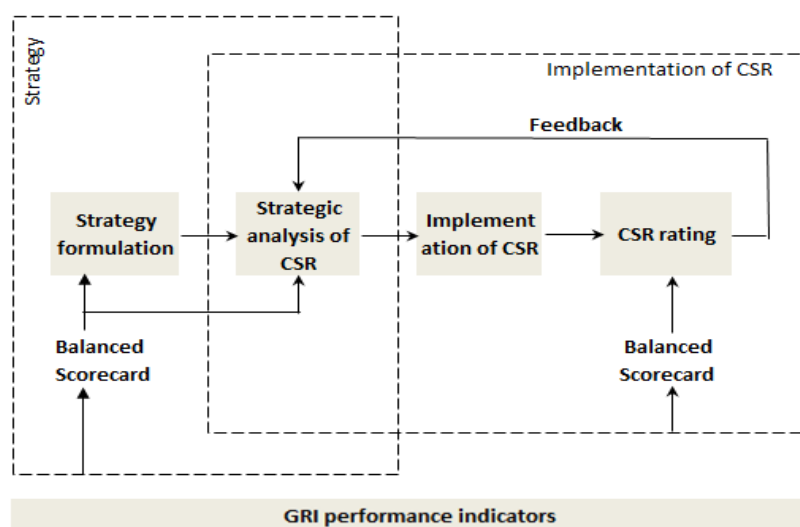 Strategy
Implementation of CSR
Feedback
Strategy
formulation
Strategic
analysis of
CSR
Implement
ation of CSR
CSR rating
Balanced
Scorecard
Balanced
Scorecard
GRI performance indicators